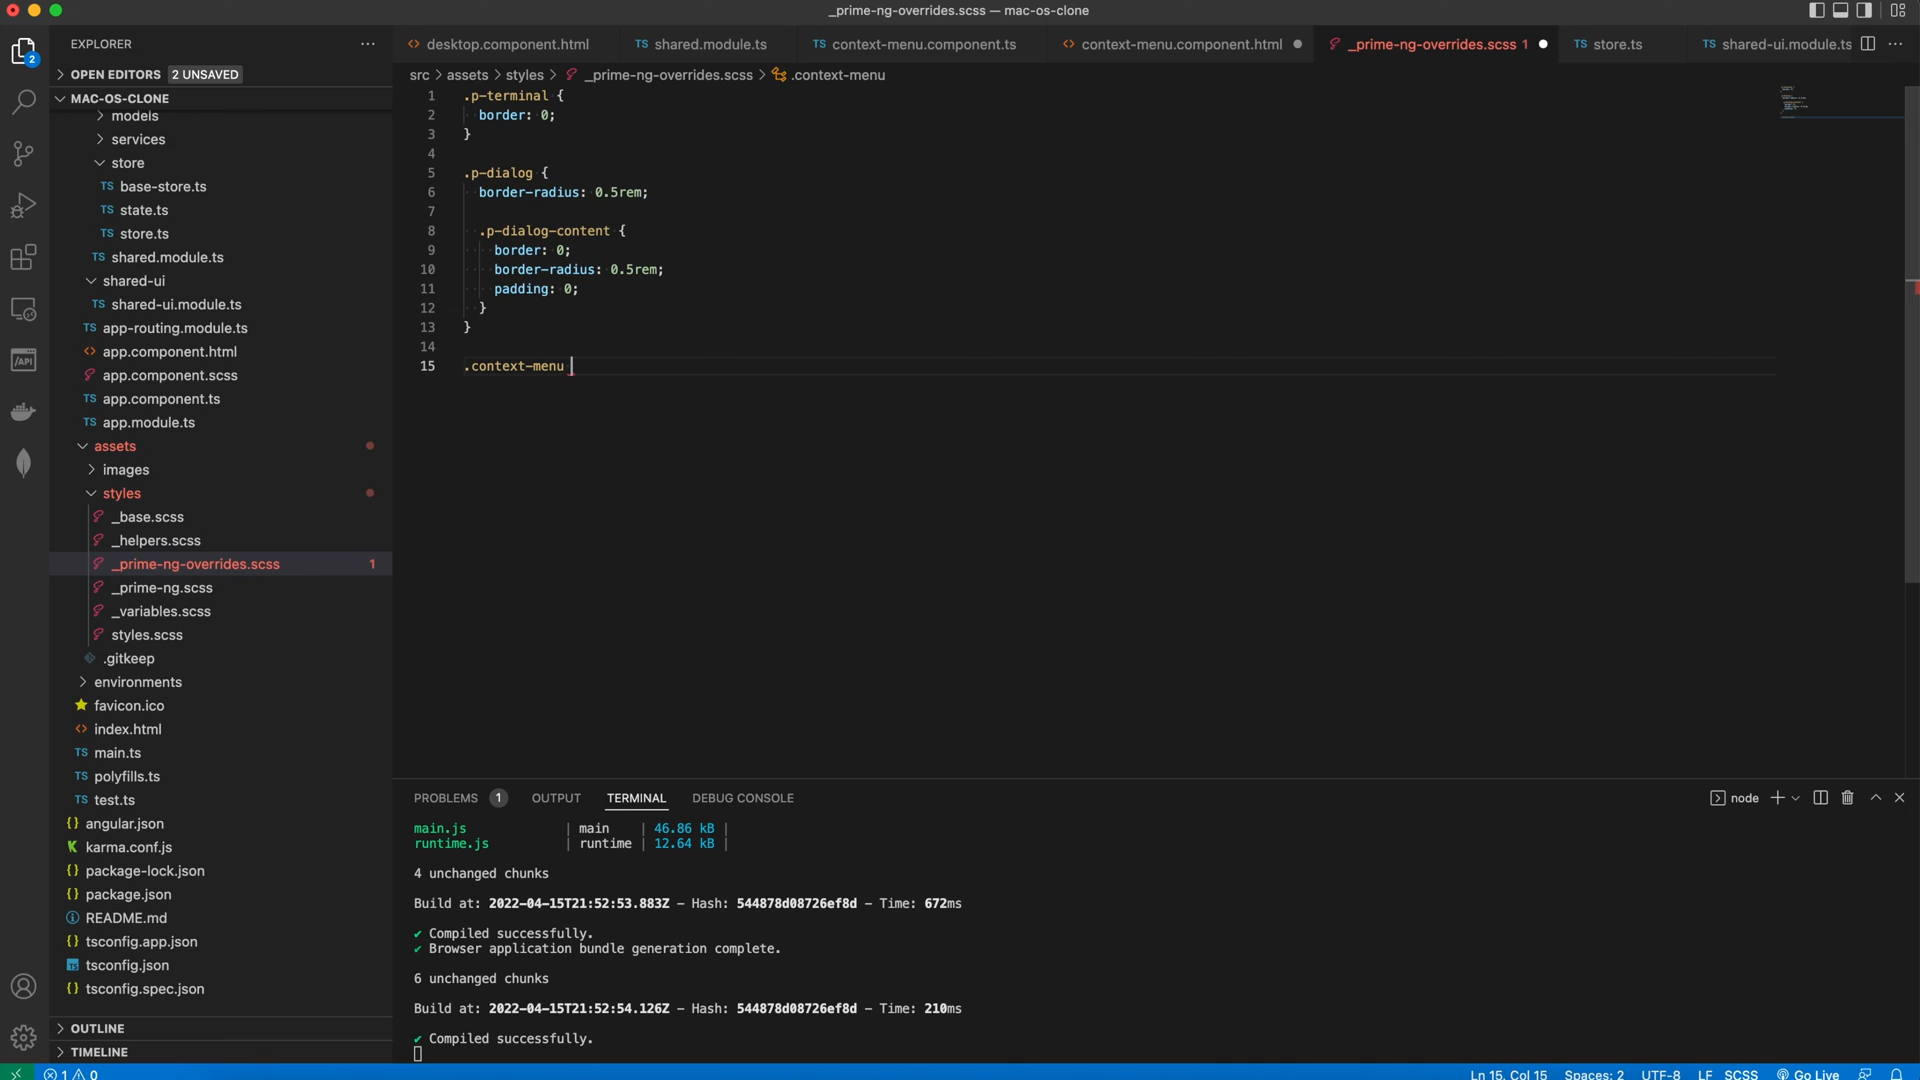 _prime-ng-overrides.scss — mac-os-clone
EXPLORER
desktop.component.html
shared.module.ts
context-menu.component.ts
context-menu.component.html
_prime-ng-overrides.scss 1
store.ts
shared-ui.module.ts
src > assets > styles > _prime-ng-overrides.scss > .context-menu
2
OPEN EDITORS 2 UNSAVED
MAC-OS-CLONE
models
services
store
TS base-store.ts
TS state.ts
TS store.ts
TS shared.module.ts
shared-ui
TS shared-ui.module.ts
TS app-routing.module.ts
app.component.html
app.component.scss
TS app.component.ts
TS app.module.ts
assets
images
styles
_base.scss
_helpers.scss
_prime-ng-overrides.scss 1
_prime-ng.scss
_variables.scss
styles.scss
.gitkeep
environments
favicon.ico
index.html
TS main.ts
TS polyfills.ts
TS test.ts
angular.json
karma.conf.js
package-lock.json
package.json
README.md
tsconfig.app.json
tsconfig.json
tsconfig.spec.json
OUTLINE
TIMELINE
1 .p-terminal {
2 border: 0;
3 }
4
5 .p-dialog {
6 border-radius: 0.5rem;
7
8 .p-dialog-content {
9 border: 0;
10 border-radius: 0.5rem;
11 padding: 0;
12 }
13 }
14
15 .context-menu
PROBLEMS 1 OUTPUT TERMINAL DEBUG CONSOLE
node
main.js | main | 46.86 kB |
runtime.js | runtime | 12.64 kB |
4 unchanged chunks
Build at: 2022-04-15T21:52:53.883Z - Hash: 544878d08726ef8d - Time: 672ms
✔ Compiled successfully.
✔ Browser application bundle generation complete.
6 unchanged chunks
Build at: 2022-04-15T21:52:54.126Z - Hash: 544878d08726ef8d - Time: 210ms
✔ Compiled successfully.
1 0
Ln 15, Col 15 Spaces: 2 UTF-8 LF SCSS Go Live